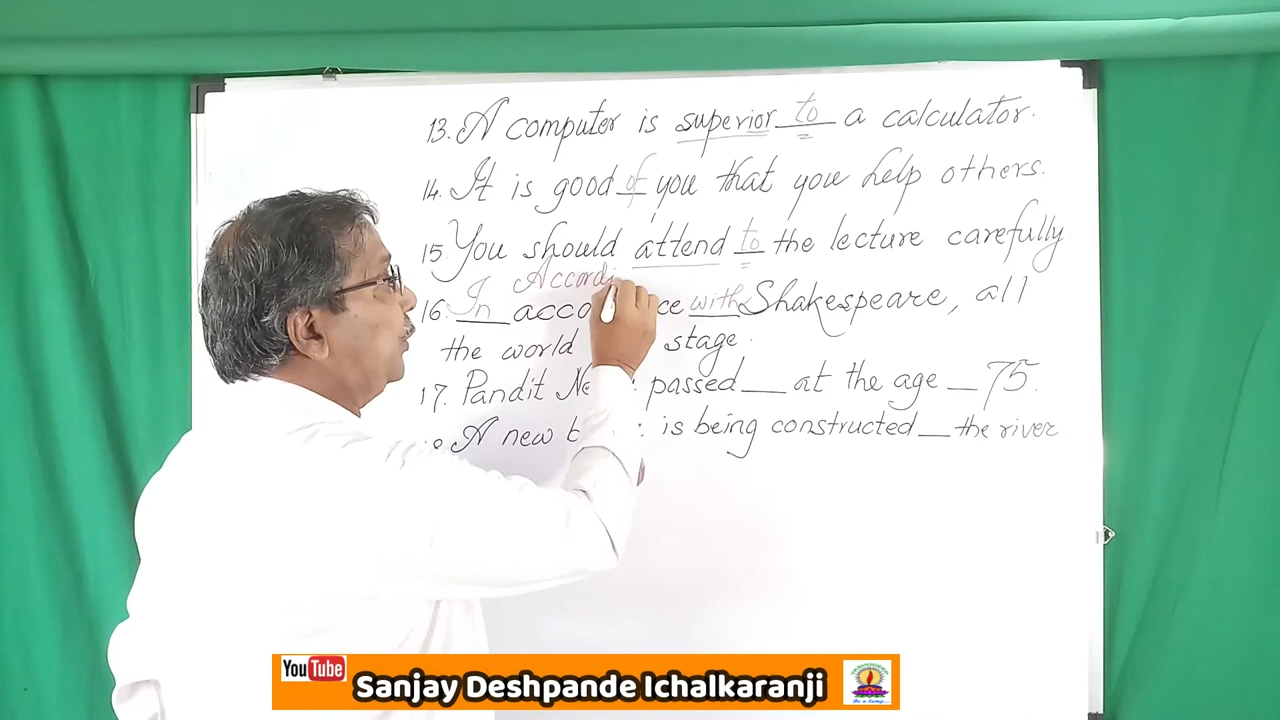 13. A computer is superior to a calculator.
14. It is good of you that you help others.
15. You should attend to the lecture carefully
Accordi
16. In acco ce with Shakespeare, all
the world stage.
17. Pandit Ne passed __ at the age __ 75.
A new is being constructed __ the river
YouTube
Sanjay Deshpande Ichalkaranji